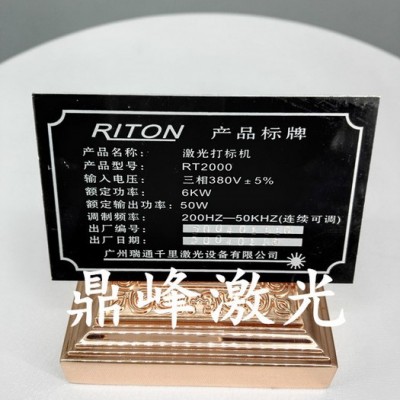 RITON 产品标牌
产品名称: 激光打标机
产品型号: RT2000
输入电压: 三相380V±5%
额定功率: 6KW
额定输出功率: 50W
调制频率: 200HZ—50KHZ(连续可调)
出厂编号:
出厂日期:
广州瑞通千里激光设备有限公司
鼎峰激光